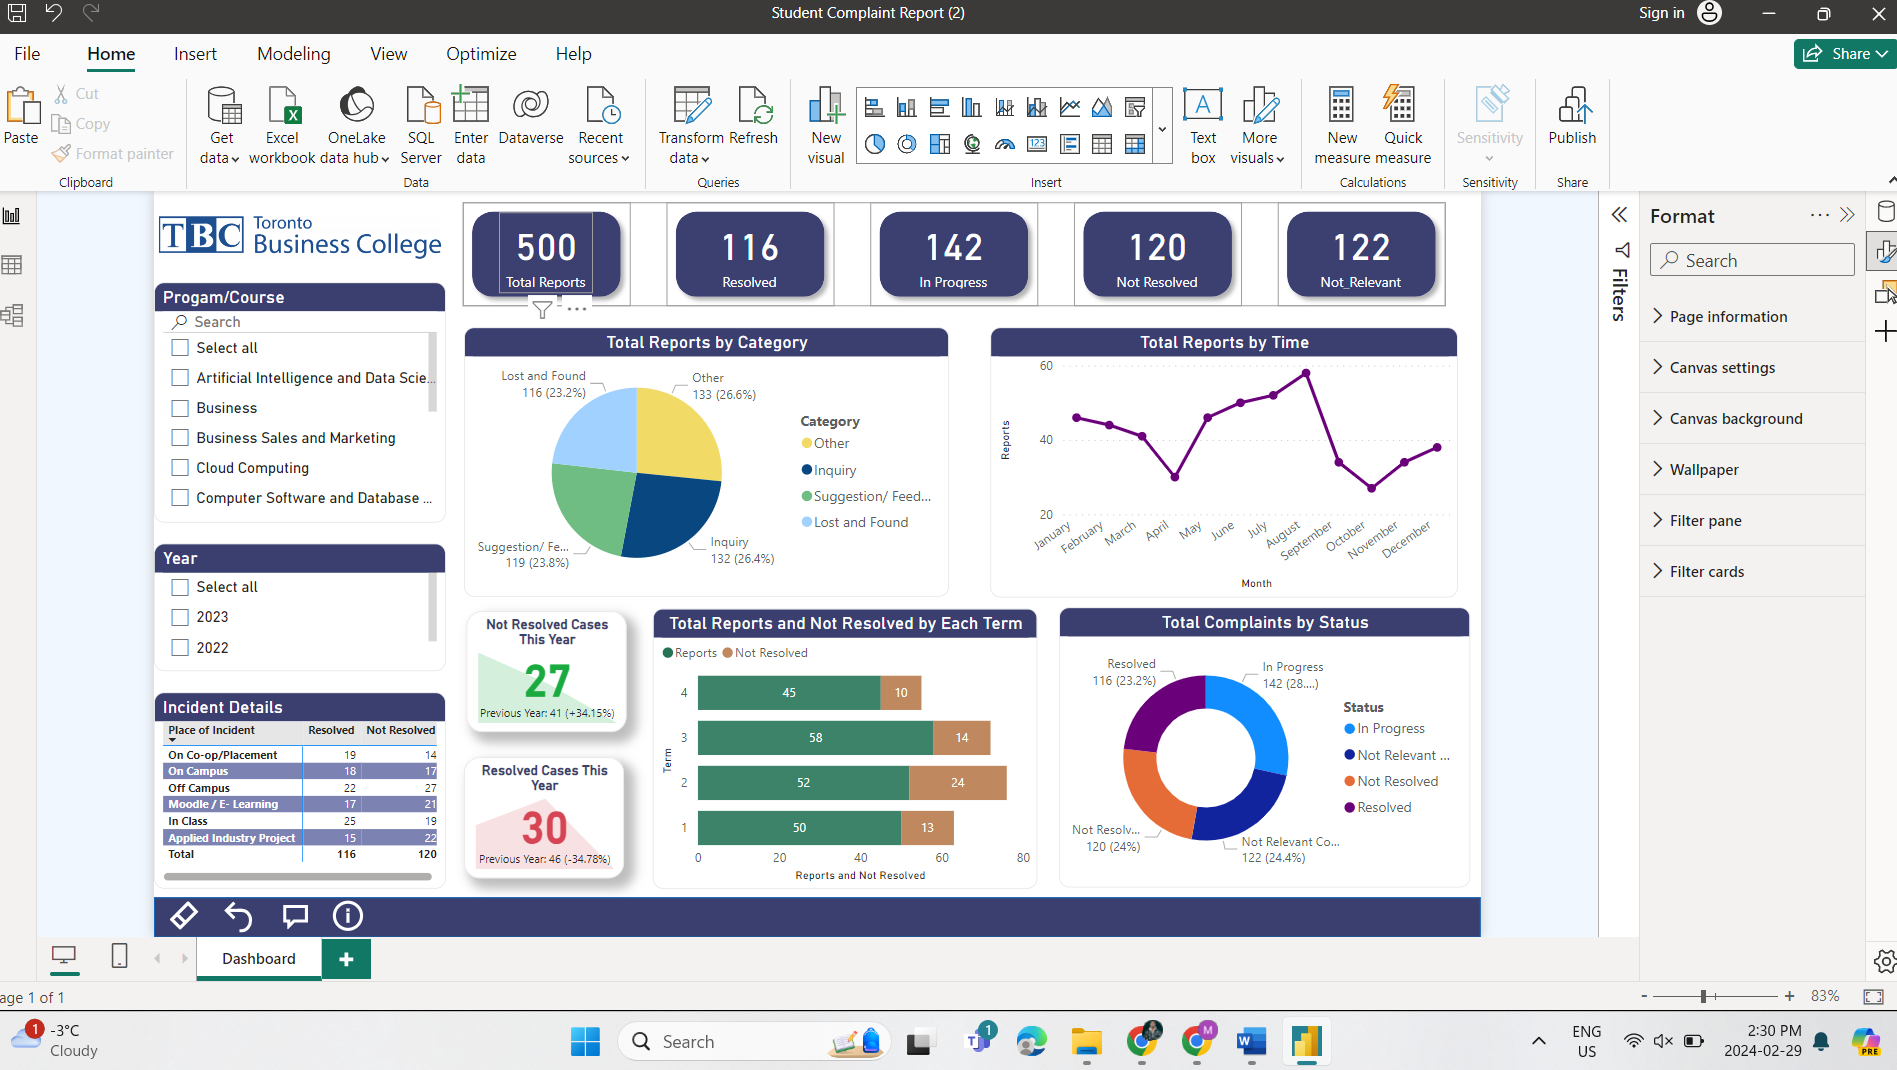 Student Complaint Report (2)
Sign in
File Home Insert Modeling View Optimize Help
Share
Paste
Cut
Copy
Format painter
Clipboard
Get data
Excel workbook
OneLake data hub
SQL Server
Enter data
Dataverse
Recent sources
Data
Transform data
Refresh
Queries
New visual
123
Insert
A
Text box
More visuals
New measure
Quick measure
Calculations
Sensitivity
Sensitivity
Publish
Share
TBC Toronto
Business College
500
Total Reports
116
Resolved
142
In Progress
120
Not Resolved
122
Not_Relevant
Progam/Course
Search
Select all
Artificial Intelligence and Data Scie...
Business
Business Sales and Marketing
Cloud Computing
Computer Software and Database ...
Year
Select all
2023
2022
Incident Details
Place of Incident Resolved Not Resolved
On Co-op/Placement 19 14
On Campus 18 17
Off Campus 22 27
Moodle / E- Learning 17 21
In Class 25 19
Applied Industry Project 15 22
Total 116 120
Total Reports by Category
Lost and Found
116 (23.2%)
Other
133 (26.6%)
Suggestion/ Fe...
119 (23.8%)
Inquiry
132 (26.4%)
Category
Other
Inquiry
Suggestion/ Feed...
Lost and Found
Total Reports by Time
60
40
20
Reports
January February March April May June July August September October November December
Month
Not Resolved Cases
This Year
27
Previous Year: 41 (+34.15%)
Resolved Cases This
Year
30
Previous Year: 46 (-34.78%)
Total Reports and Not Resolved by Each Term
Reports Not Resolved
Term
4 45 10
3 58 14
2 52 24
1 50 13
0 20 40 60 80
Reports and Not Resolved
Total Complaints by Status
Resolved
116 (23.2%)
In Progress
142 (28....)
Not Resolv...
120 (24%)
Not Relevant Co...
122 (24.4%)
Status
In Progress
Not Relevant ...
Not Resolved
Resolved
Filters
Format
Search
Page information
Canvas settings
Canvas background
Wallpaper
Filter pane
Filter cards
Dashboard
age 1 of 1
- + 83%
1
-3°C
Cloudy
Search
1
M
W
ENG
US
2:30 PM
2024-02-29
PRE